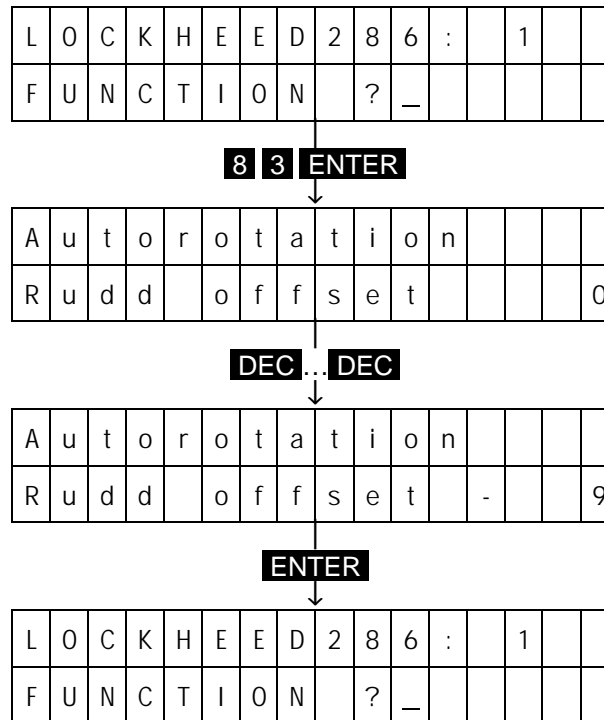 LOCKHEED286: 1
FUNCTION ?_
8 3 ENTER
Autorotation
Rudd offset 0
DEC...DEC
Autorotation
Rudd offset - 9
ENTER
LOCKHEED286: 1
FUNCTION ?_